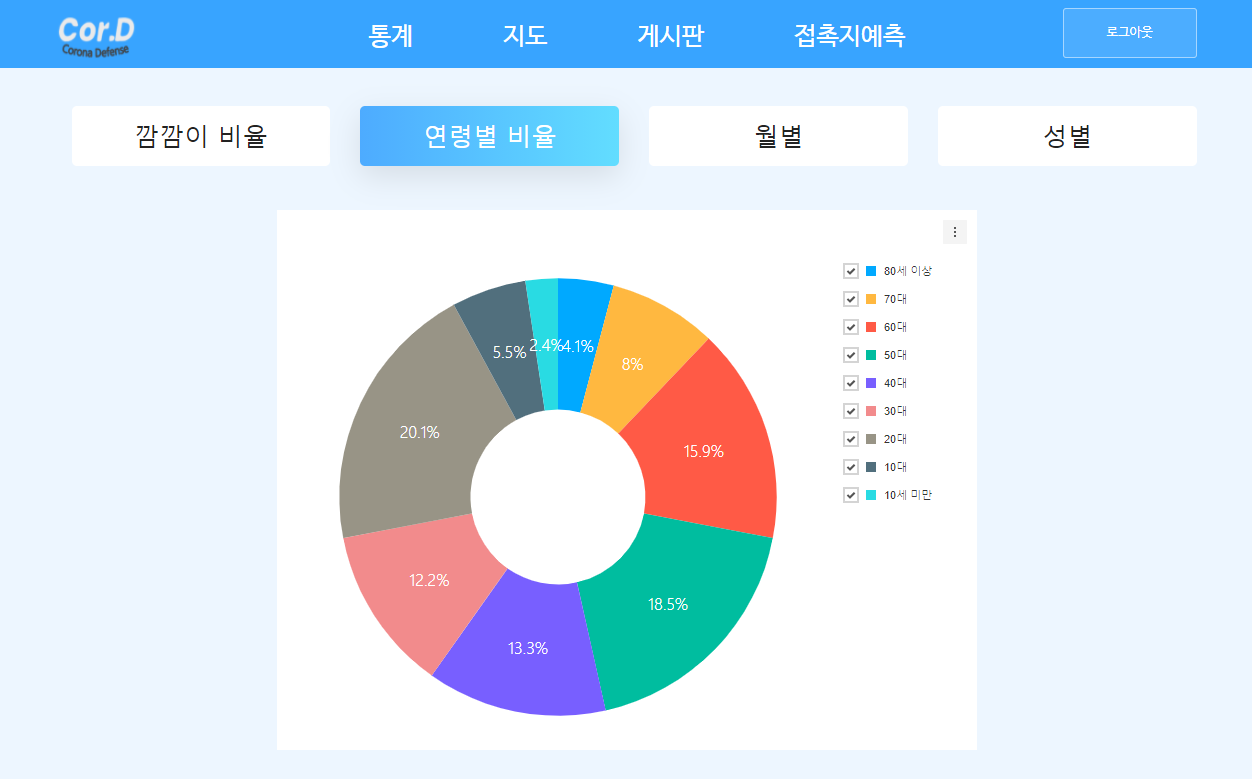 Cor.D
Corona Defense
통계
지도
게시판
접촉지예측
로그아웃
깜깜이 비율
연령별 비율
월별
성별
80세 이상
70대
60대
50대
40대
30대
20대
10대
10세 미만
2.4%
4.1%
5.5%
8%
20.1%
15.9%
12.2%
18.5%
13.3%